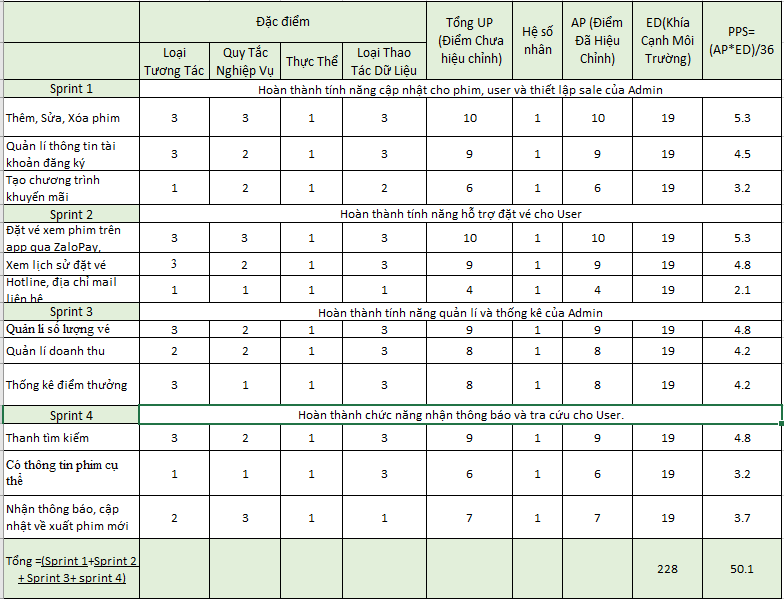 Đặc điểm
Tổng UP
(Điểm Chưa
hiệu chỉnh)
Hệ số
nhân
AP (Điểm
Đã Hiệu
Chỉnh)
ED(Khía
Cạnh Môi
Trường)
PPS=
(AP*ED)/36
Loại
Tương Tác
Quy Tắc
Nghiệp Vụ
Thực Thể
Loại Thao
Tác Dữ Liệu
Sprint 1 Hoàn thành tính năng cập nhật cho phim, user và thiết lập sale của Admin
Thêm, Sửa, Xóa phim 3 3 1 3 10 1 10 19 5.3
Quản lí thông tin tài
khoản đăng ký
3 2 1 3 9 1 9 19 4.5
Tạo chương trình
khuyến mãi
1 2 1 2 6 1 6 19 3.2
Sprint 2 Hoàn thành tính năng hỗ trợ đặt vé cho User
Đặt vé xem phim trên
app qua ZaloPay,
3 3 1 3 10 1 10 19 5.3
Xem lịch sử đặt vé 3 2 1 3 9 1 9 19 4.8
Hotline, địa chỉ mail
liên hệ
1 1 1 1 4 1 4 19 2.1
Sprint 3 Hoàn thành tính năng quản lí và thống kê của Admin
Quản lí số lượng vé 3 2 1 3 9 1 9 19 4.8
Quản lí doanh thu 2 2 1 3 8 1 8 19 4.2
Thống kê điểm thưởng 3 1 1 3 8 1 8 19 4.2
Sprint 4 Hoàn thành chức năng nhận thông báo và tra cứu cho User.
Thanh tìm kiếm 3 2 1 3 9 1 9 19 4.8
Có thông tin phim cụ
thể
1 1 1 3 6 1 6 19 3.2
Nhận thông báo, cập
nhật về xuất phim mới
2 3 1 1 7 1 7 19 3.7
Tổng =(Sprint 1+Sprint 2
+ Sprint 3+ sprint 4)
228 50.1